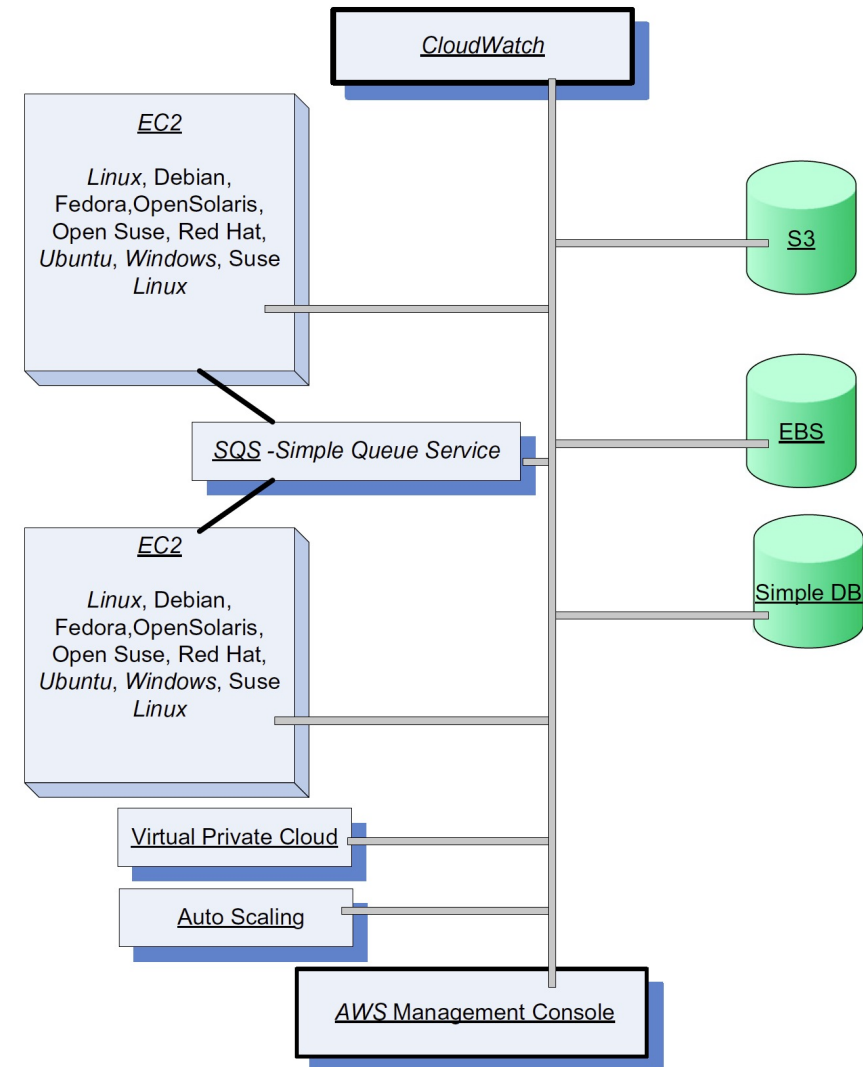 CloudWatch
EC2
Linux, Debian,
Fedora,OpenSolaris,
Open Suse, Red Hat,
Ubuntu, Windows, Suse
Linux
S3
SQS -Simple Queue Service
EBS
EC2
Linux, Debian,
Fedora,OpenSolaris,
Open Suse, Red Hat,
Ubuntu, Windows, Suse
Linux
Simple DB
Virtual Private Cloud
Auto Scaling
AWS Management Console